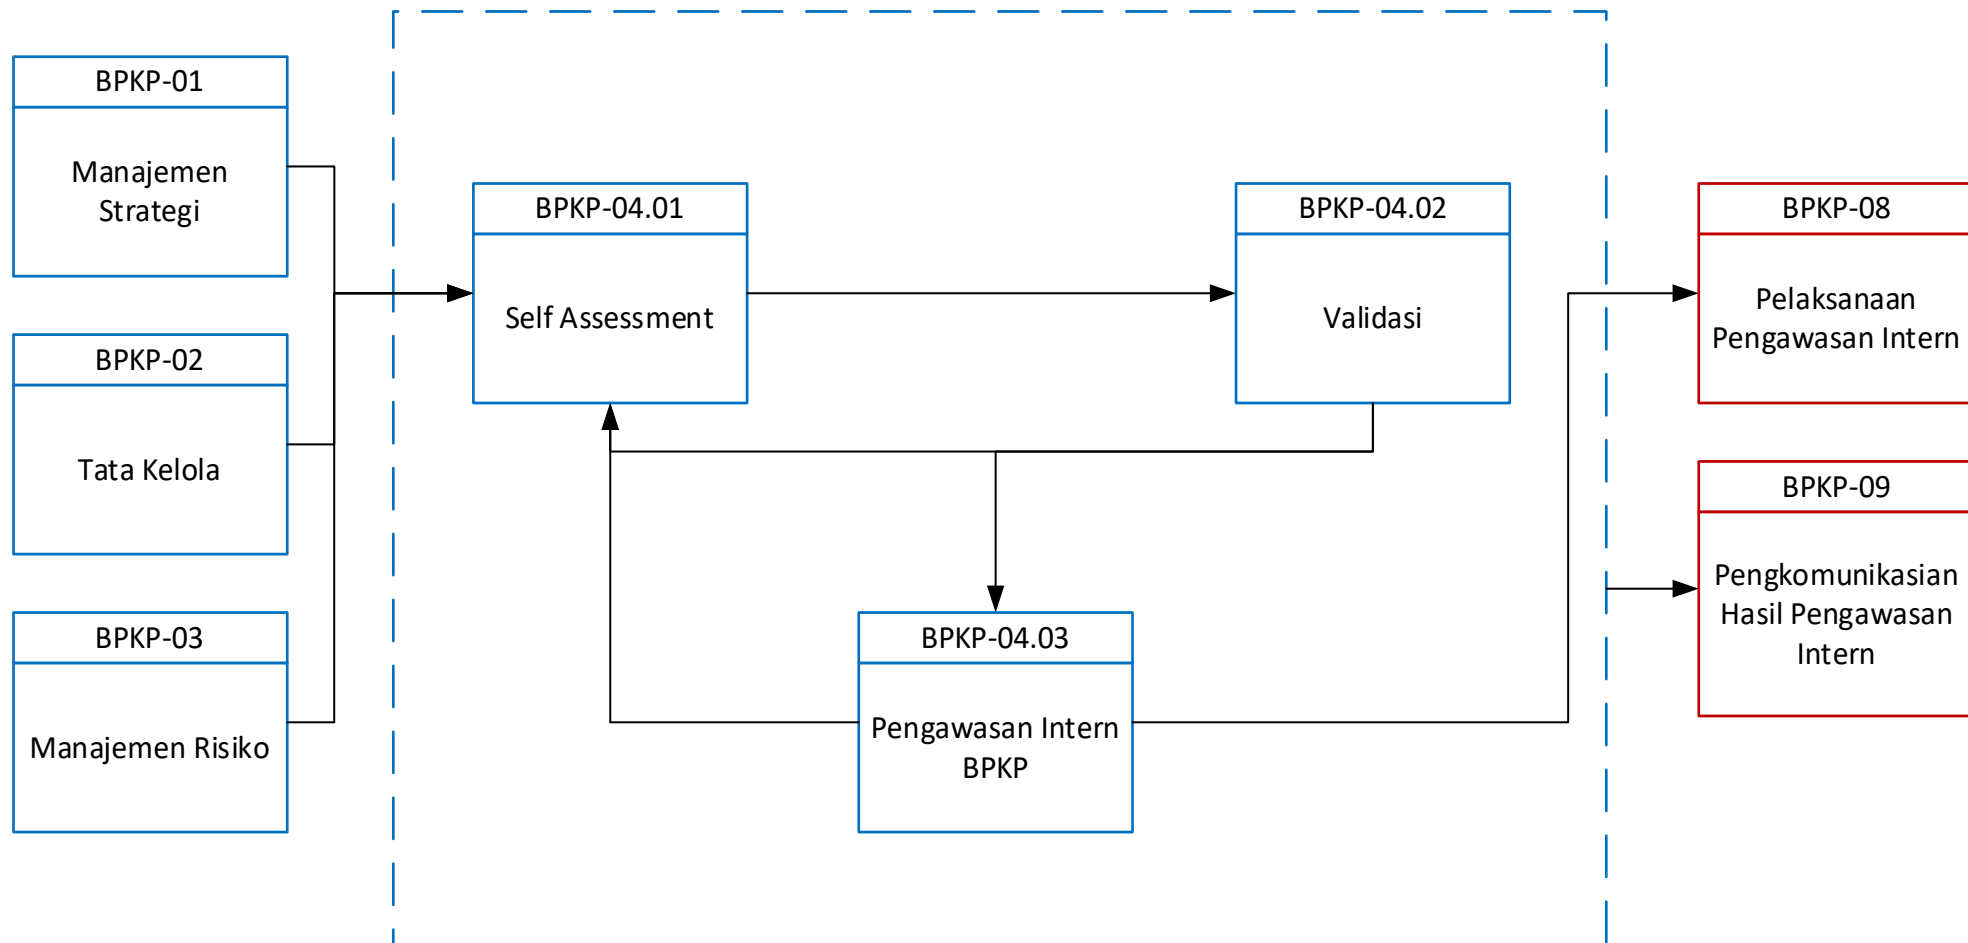 BPKP-01
Manajemen
Strategi
BPKP-02
Tata Kelola
BPKP-03
Manajemen Risiko
BPKP-04.01
Self Assessment
BPKP-04.02
Validasi
BPKP-04.03
Pengawasan Intern
BPKP
BPKP-08
Pelaksanaan
Pengawasan Intern
BPKP-09
Pengkomunikasian
Hasil Pengawasan
Intern